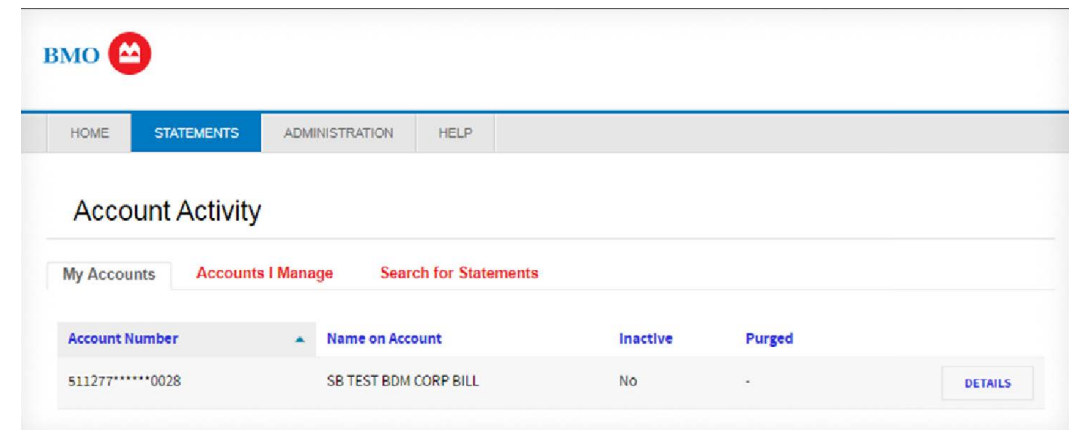 BMO
HOME STATEMENTS ADMINISTRATION HELP
Account Activity
My Accounts Accounts I Manage Search for Statements
Account Number Name on Account Inactive Purged
511277******0028 SB TEST BDM CORP BILL No - DETAILS